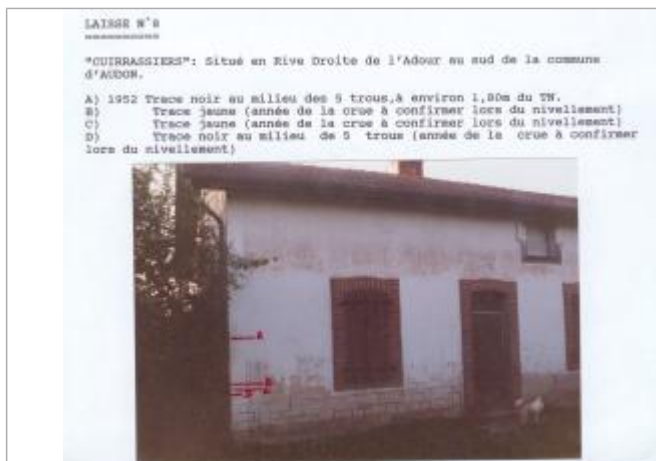 LAISSE N°8
"CUIRRASSIERS": Situé en Rive Droite de l'Adour au sud de la commune
d'AUDON.
A) 1952 Trace noir au milieu des 5 trous,à environ 1,80m du TN.
B) Trace jaune (année de la crue à confirmer lors du nivellement)
C) Trace jaune (année de la crue à confirmer lors du nivellement)
D) Trace noir au milieu de 5 trous (année de la crue à confirmer
lors du nivellement)
A